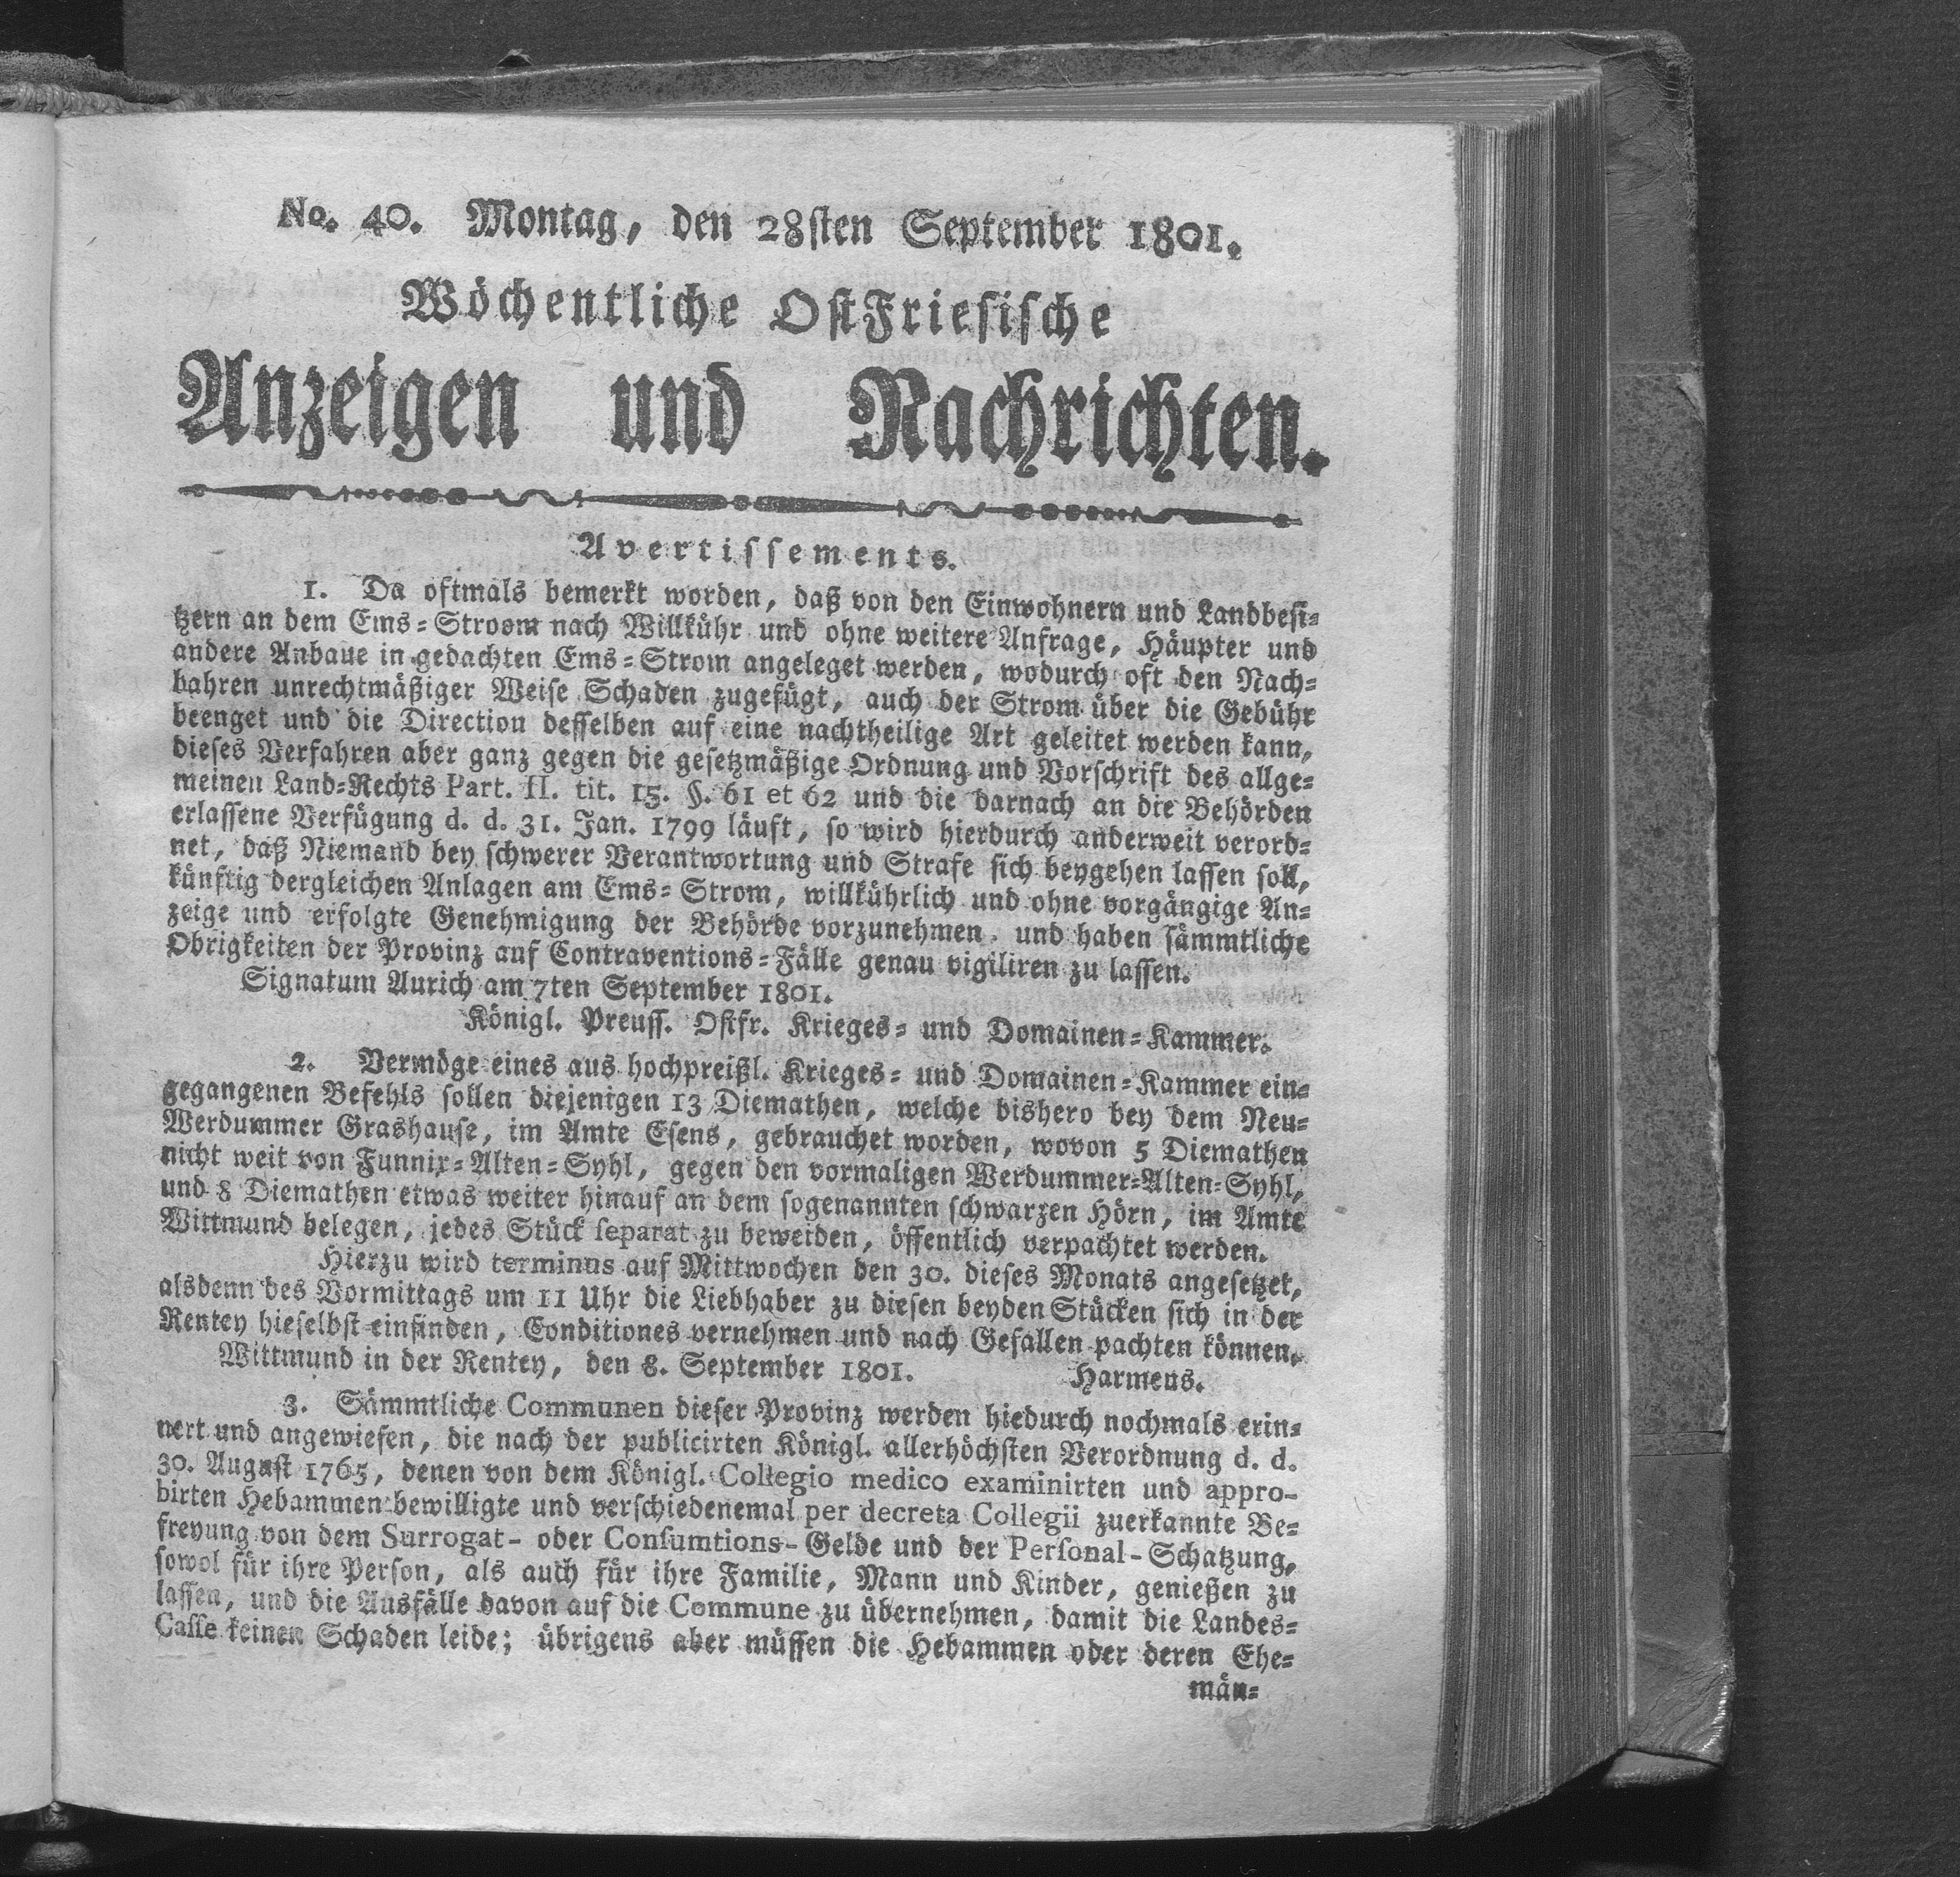 No. 40. Montag, den 28sten September 1801.
Wöchentliche OstFriesische
Anzeigen und Nachrichten.
Avertissements.
1. Da oftmals bemerkt worden, daß von den Einwohnern und Landbesi-
tzern an dem Ems-Stroom nach Willkühr und ohne weitere Anfrage, Häupter und
andere Anbaue in gedachten Ems-Strom angeleget werden, wodurch oft den Nach-
bahren unrechtmäßiger Weise Schaden zugefügt, auch der Strom über die Gebühr
beenget und die Direction desselben auf eine nachtheilige Art geleitet werden kann,
dieses Verfahren aber ganz gegen die gesetzmäßige Ordnung und Vorschrift des allge-
meinen Land-Rechts Part. II. tit. 15. §. 61 et 62 und die darnach an die Behörden
erlassene Verfügung d. d. 31. Jan. 1799 läuft, so wird hierdurch anderweit verord-
net, daß Niemand bey schwerer Verantwortung und Strafe sich beygehen lassen soll,
künftig dergleichen Anlagen am Ems-Strom, willkührlich und ohne vorgängige An-
zeige und erfolgte Genehmigung der Behörde vorzunehmen, und haben sämmtliche
Obrigkeiten der Provinz auf Contraventions-Fälle genau vigiliren zu lassen.
Signatum Aurich am 7ten September 1801.
Königl. Preuss. Ostfr. Krieges- und Domainen-Kammer.
2. Vermöge eines aus hochpreißl. Krieges- und Domainen-Kammer ein-
gegangenen Befehls sollen diejenigen 13 Diemathen, welche bishero bey dem Neu-
Werdummer Grashause, im Amte Esens, gebrauchet worden, wovon 5 Diemathen
nicht weit von Funnix-Alten-Syhl, gegen den vormaligen Werdummer-Alten-Syhl,
und 8 Diemathen etwas weiter hinauf an dem sogenannten schwarzen Hörn, im Amte
Wittmund belegen, jedes Stück separat zu beweiden, öffentlich verpachtet werden.
Hierzu wird terminus auf Mittwochen den 30. dieses Monats angesetzet,
alsdenn des Vormittags um 11 Uhr die Liebhaber zu diesen beyden Stücken sich in der
Rentey hieselbst einfinden, Conditiones vernehmen und nach Gefallen pachten können.
Wittmund in der Rentey, den 8. September 1801. Harmens.
3. Sämmtliche Communen dieser Provinz werden hiedurch nochmals erin-
nert und angewiesen, die nach der publicirten Königl. allerhöchsten Verordnung d. d.
30. August 1765, denen von dem Königl. Collegio medico examinirten und appro-
birten Hebammen bewilligte und verschiedenemal per decreta Collegii zuerkannte Be-
freyung von dem Surrogat- oder Consumtions-Gelde und der Personal-Schatzung,
sowol für ihre Person, als auch für ihre Familie, Mann und Kinder, genießen zu
lassen, und die Ausfälle davon auf die Commune zu übernehmen, damit die Landes-
Casse keinen Schaden leide; übrigens aber müssen die Hebammen oder deren Ehe-
män-